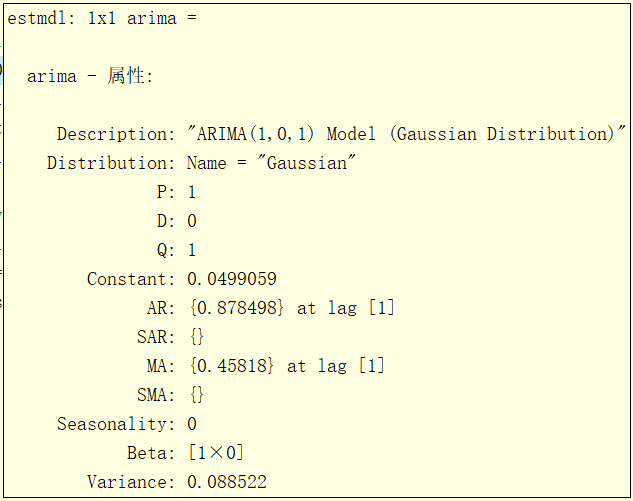 estmdl: 1x1 arima =
arima - 属性:
Description: "ARIMA(1,0,1) Model (Gaussian Distribution)"
Distribution: Name = "Gaussian"
P: 1
D: 0
Q: 1
Constant: 0.0499059
AR: {0.878498} at lag [1]
SAR: {}
MA: {0.45818} at lag [1]
SMA: {}
Seasonality: 0
Beta: [1×0]
Variance: 0.088522